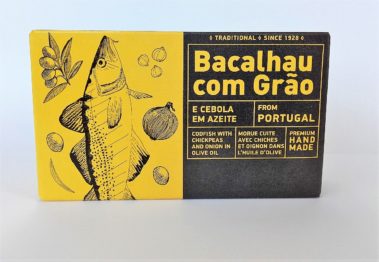 ◊ TRADITIONAL ◊ SINCE 1928 ◊
Bacalhau
com Grão
E CEBOLA
EM AZEITE
FROM
PORTUGAL
CODFISH WITH
CHICKPEAS
AND ONION IN
OLIVE OIL
MORUE CUITE
AVEC CHICHES
ET OIGNON DANS
L'HUILE D'OLIVE
PREMIUM
HAND
MADE